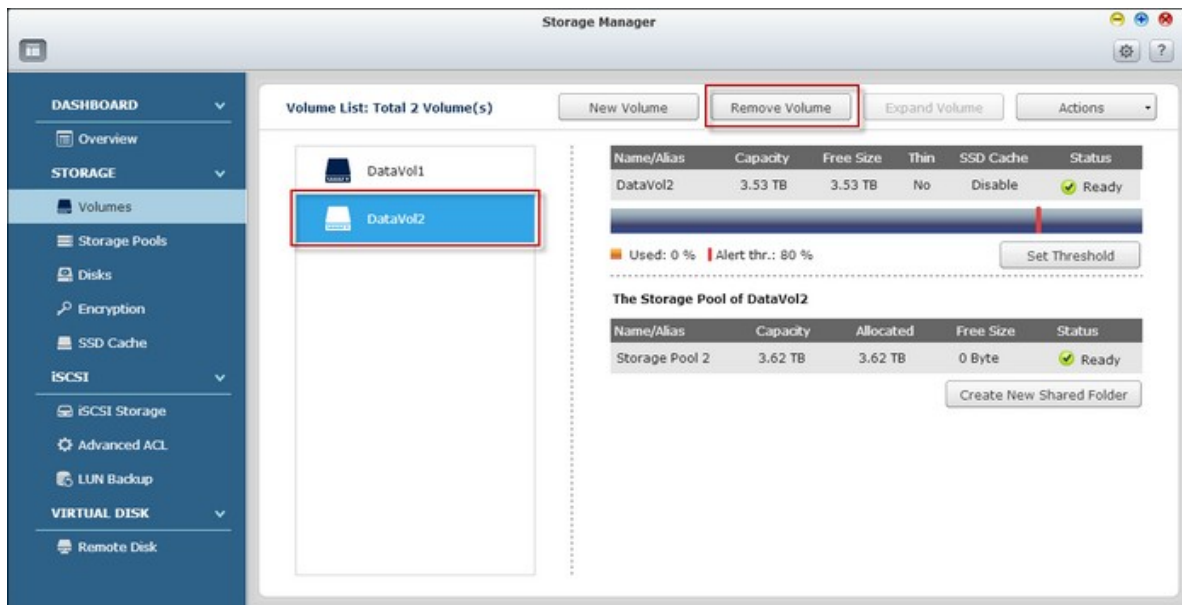 Storage Manager
?
DASHBOARD
Overview
STORAGE
Volumes
Storage Pools
Disks
Encryption
SSD Cache
iSCSI
iSCSI Storage
Advanced ACL
LUN Backup
VIRTUAL DISK
Remote Disk
Volume List: Total 2 Volume(s)
New Volume
Remove Volume
Expand Volume
Actions
DataVol1
DataVol2
Name/Alias Capacity Free Size Thin SSD Cache Status
DataVol2 3.53 TB 3.53 TB No Disable Ready
Used: 0 % Alert thr.: 80 %
Set Threshold
The Storage Pool of DataVol2
Name/Alias Capacity Allocated Free Size Status
Storage Pool 2 3.62 TB 3.62 TB 0 Byte Ready
Create New Shared Folder